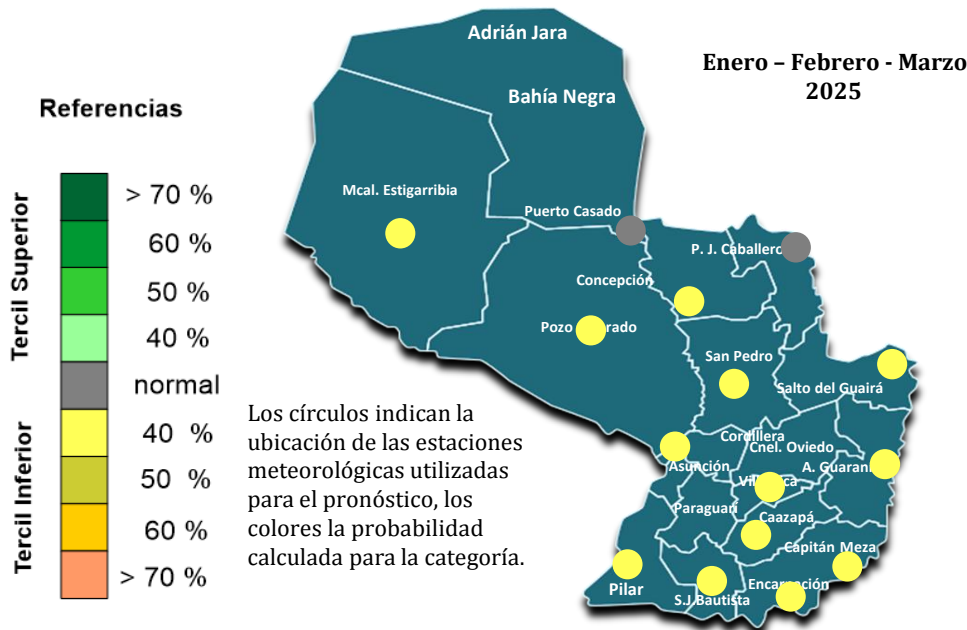 Adrián Jara
Enero – Febrero - Marzo
2025
Bahía Negra
Referencias
Tercil Superior
> 70 %
60 %
50 %
40 %
normal
Tercil Inferior
40 %
50 %
60 %
> 70 %
Mcal. Estigarribia
Puerto Casado
P. J. Caballero
Concepción
Pozo
San Pedro
Salto del Guairá
Los círculos indican la
ubicación de las estaciones
meteorológicas utilizadas
para el pronóstico, los
colores la probabilidad
calculada para la categoría.
Cordillera
Cnel. Oviedo
Asunción
A. Guaraní
Paraguarí
Caazapá
Capitán Meza
Encarnación
Pilar
S.J Bautista